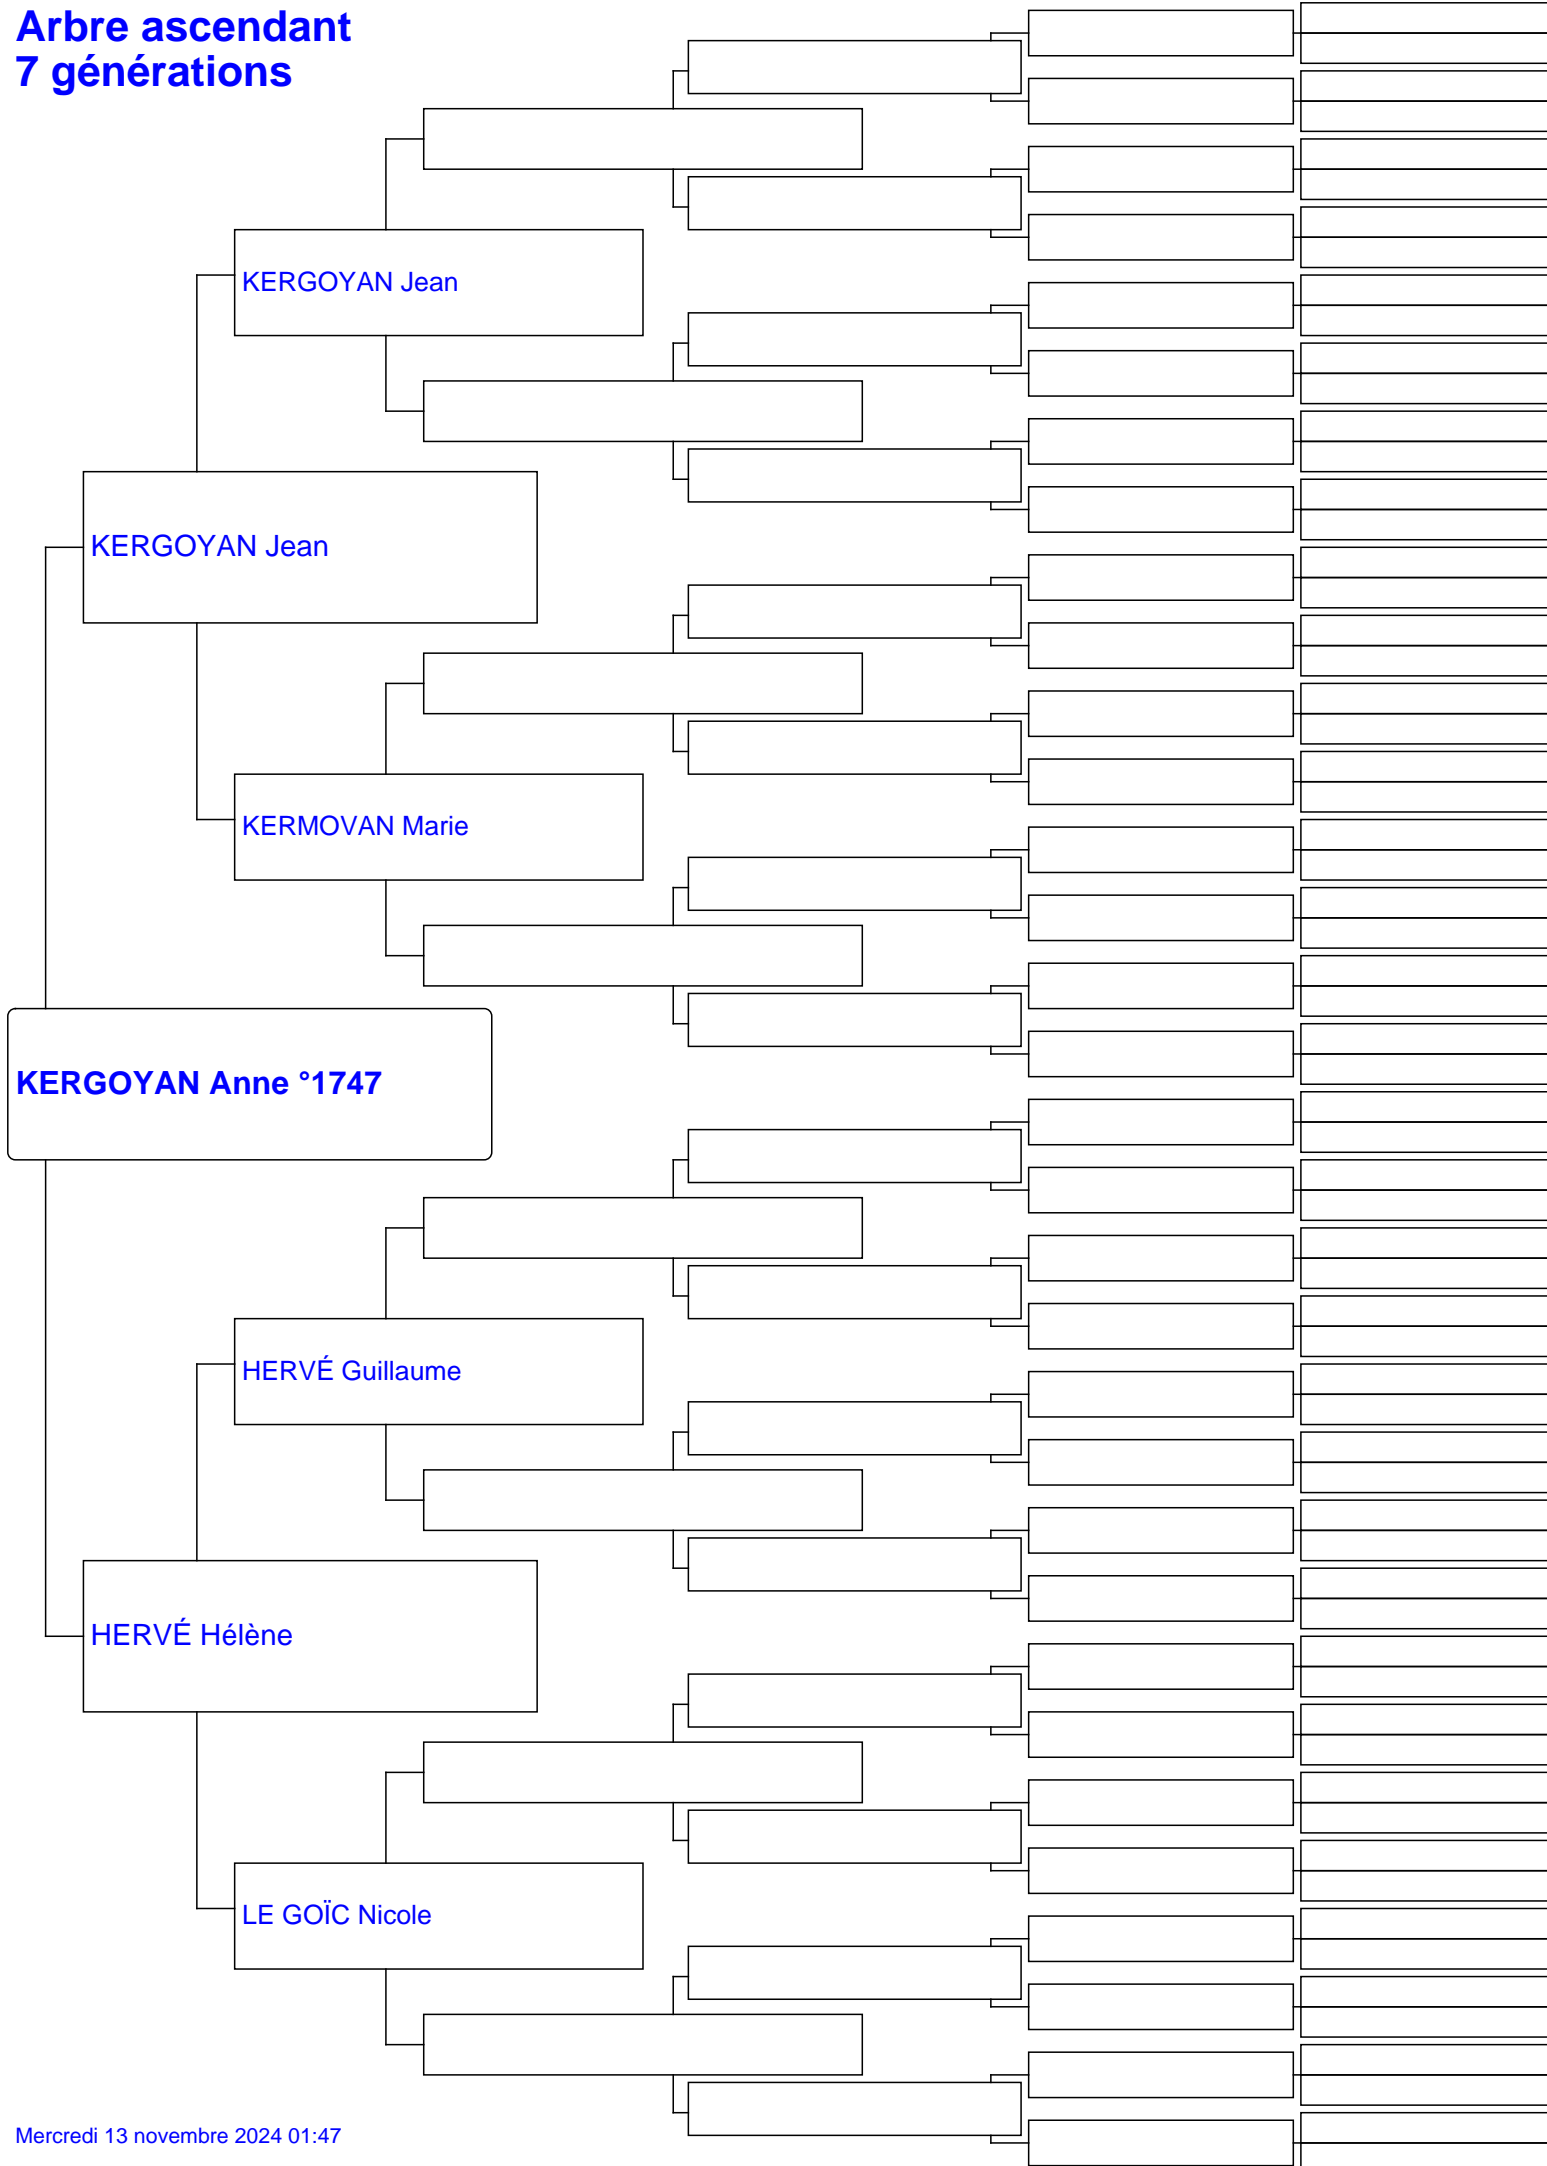 Arbre ascendant
7 générations
KERGOYAN Jean
KERGOYAN Jean
KERMOVAN Marie
KERGOYAN Anne °1747
HERVÉ Guillaume
HERVÉ Hélène
LE GOÏC Nicole
Mercredi 13 novembre 2024 01:47